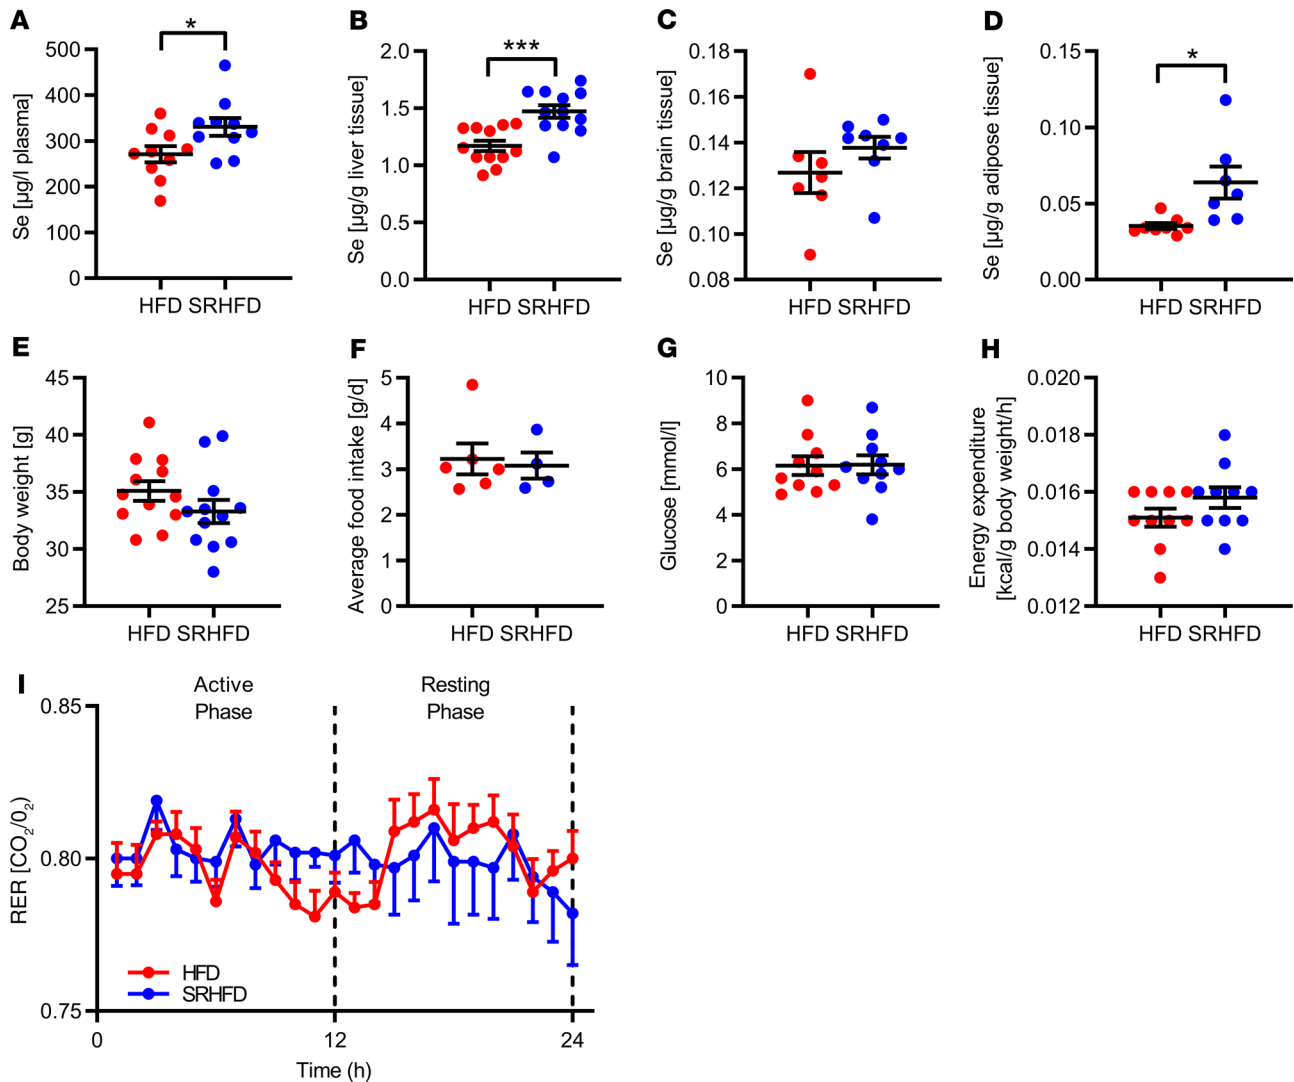 A
Se [µg/l plasma]
500
400
300
200
100
0
*
HFD SRHFD
B
Se [µg/g liver tissue]
2.0
1.5
1.0
0.5
0.0
***
HFD SRHFD
C
Se [µg/g brain tissue]
0.18
0.16
0.14
0.12
0.10
0.08
HFD SRHFD
D
Se [µg/g adipose tissue]
0.15
0.10
0.05
0.00
*
HFD SRHFD
E
Body weight [g]
45
40
35
30
25
HFD SRHFD
F
Average food intake [g/d]
5
4
3
2
1
0
HFD SRHFD
G
Glucose [mmol/l]
10
8
6
4
2
0
HFD SRHFD
H
Energy expenditure
[kcal/g body weight/h]
0.020
0.018
0.016
0.014
0.012
HFD SRHFD
I
Active
Phase
Resting
Phase
RER [CO₂/0₂]
0.85
0.80
0.75
HFD
SRHFD
0
12
24
Time (h)